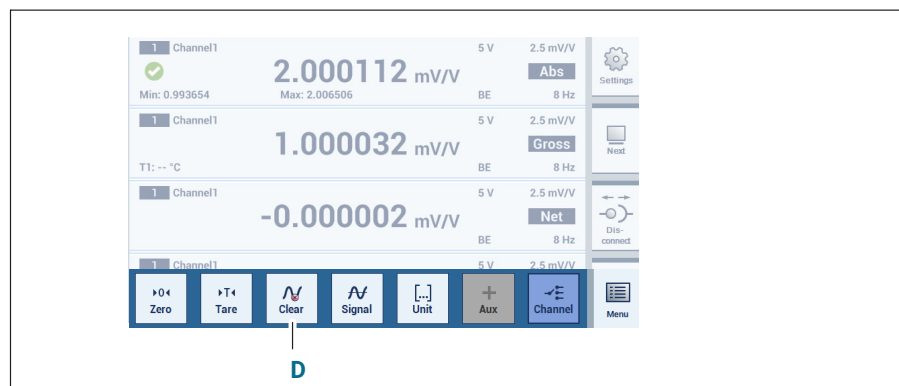 1 Channel1 5 V 2.5 mV/V
2.000112 mV/V Abs
Min: 0.993654 Max: 2.006506 BE 8 Hz
Settings
1 Channel1 5 V 2.5 mV/V
1.000032 mV/V Gross
T1: -- °C BE 8 Hz
Next
1 Channel1 5 V 2.5 mV/V
-0.000002 mV/V Net
BE 8 Hz
Dis-
connect
1 Channel1 5 V 2.5 mV/V
▸0◂ ▸T◂ [...]
Zero Tare Clear Signal Unit Aux Channel Menu
D